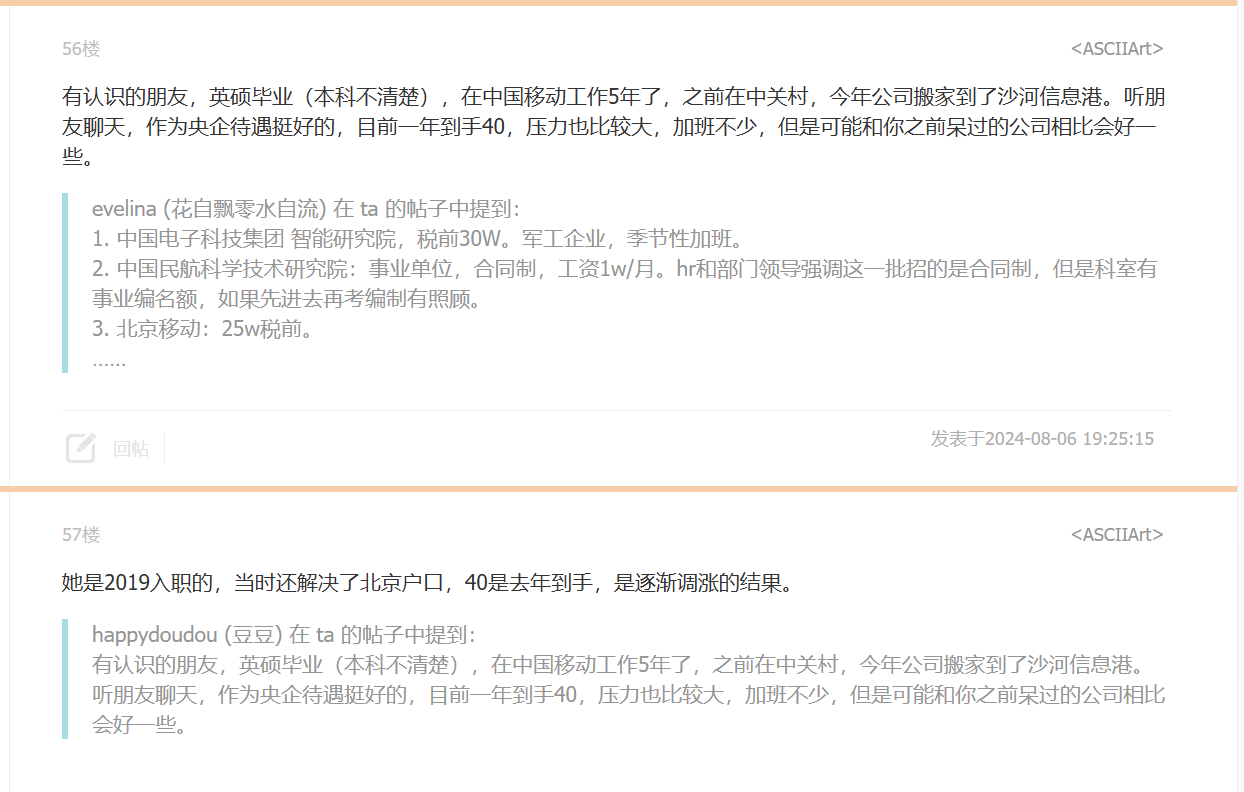 56楼
<ASCIIArt>
有认识的朋友，英硕毕业（本科不清楚），在中国移动工作5年了，之前在中关村，今年公司搬家到了沙河信息港。听朋
友聊天，作为央企待遇挺好的，目前一年到手40，压力也比较大，加班不少，但是可能和你之前呆过的公司相比会好一
些。
evelina (花自飘零水自流) 在 ta 的帖子中提到：
1. 中国电子科技集团 智能研究院，税前30W。军工企业，季节性加班。
2. 中国民航科学技术研究院：事业单位，合同制，工资1w/月。hr和部门领导强调这一批招的是合同制，但是科室有
事业编名额，如果先进去再考编制有照顾。
3. 北京移动：25w税前。
……
回帖
发表于2024-08-06 19:25:15
57楼
<ASCIIArt>
她是2019入职的，当时还解决了北京户口，40是去年到手，是逐渐调涨的结果。
happydoudou (豆豆) 在 ta 的帖子中提到：
有认识的朋友，英硕毕业（本科不清楚），在中国移动工作5年了，之前在中关村，今年公司搬家到了沙河信息港。
听朋友聊天，作为央企待遇挺好的，目前一年到手40，压力也比较大，加班不少，但是可能和你之前呆过的公司相比
会好一些。